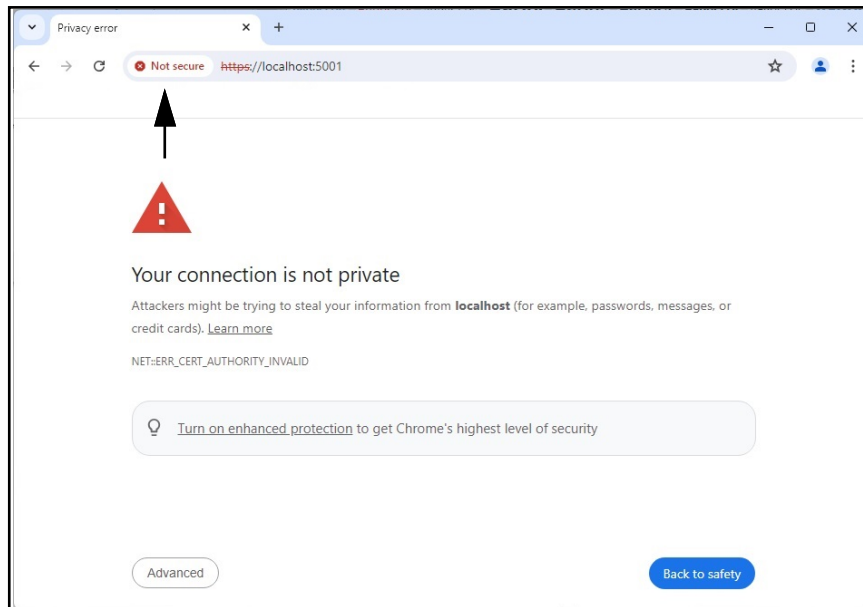 Privacy error
Not secure https://localhost:5001
Your connection is not private
Attackers might be trying to steal your information from localhost (for example, passwords, messages, or
credit cards). Learn more
NET::ERR_CERT_AUTHORITY_INVALID
Turn on enhanced protection to get Chrome's highest level of security
Advanced
Back to safety